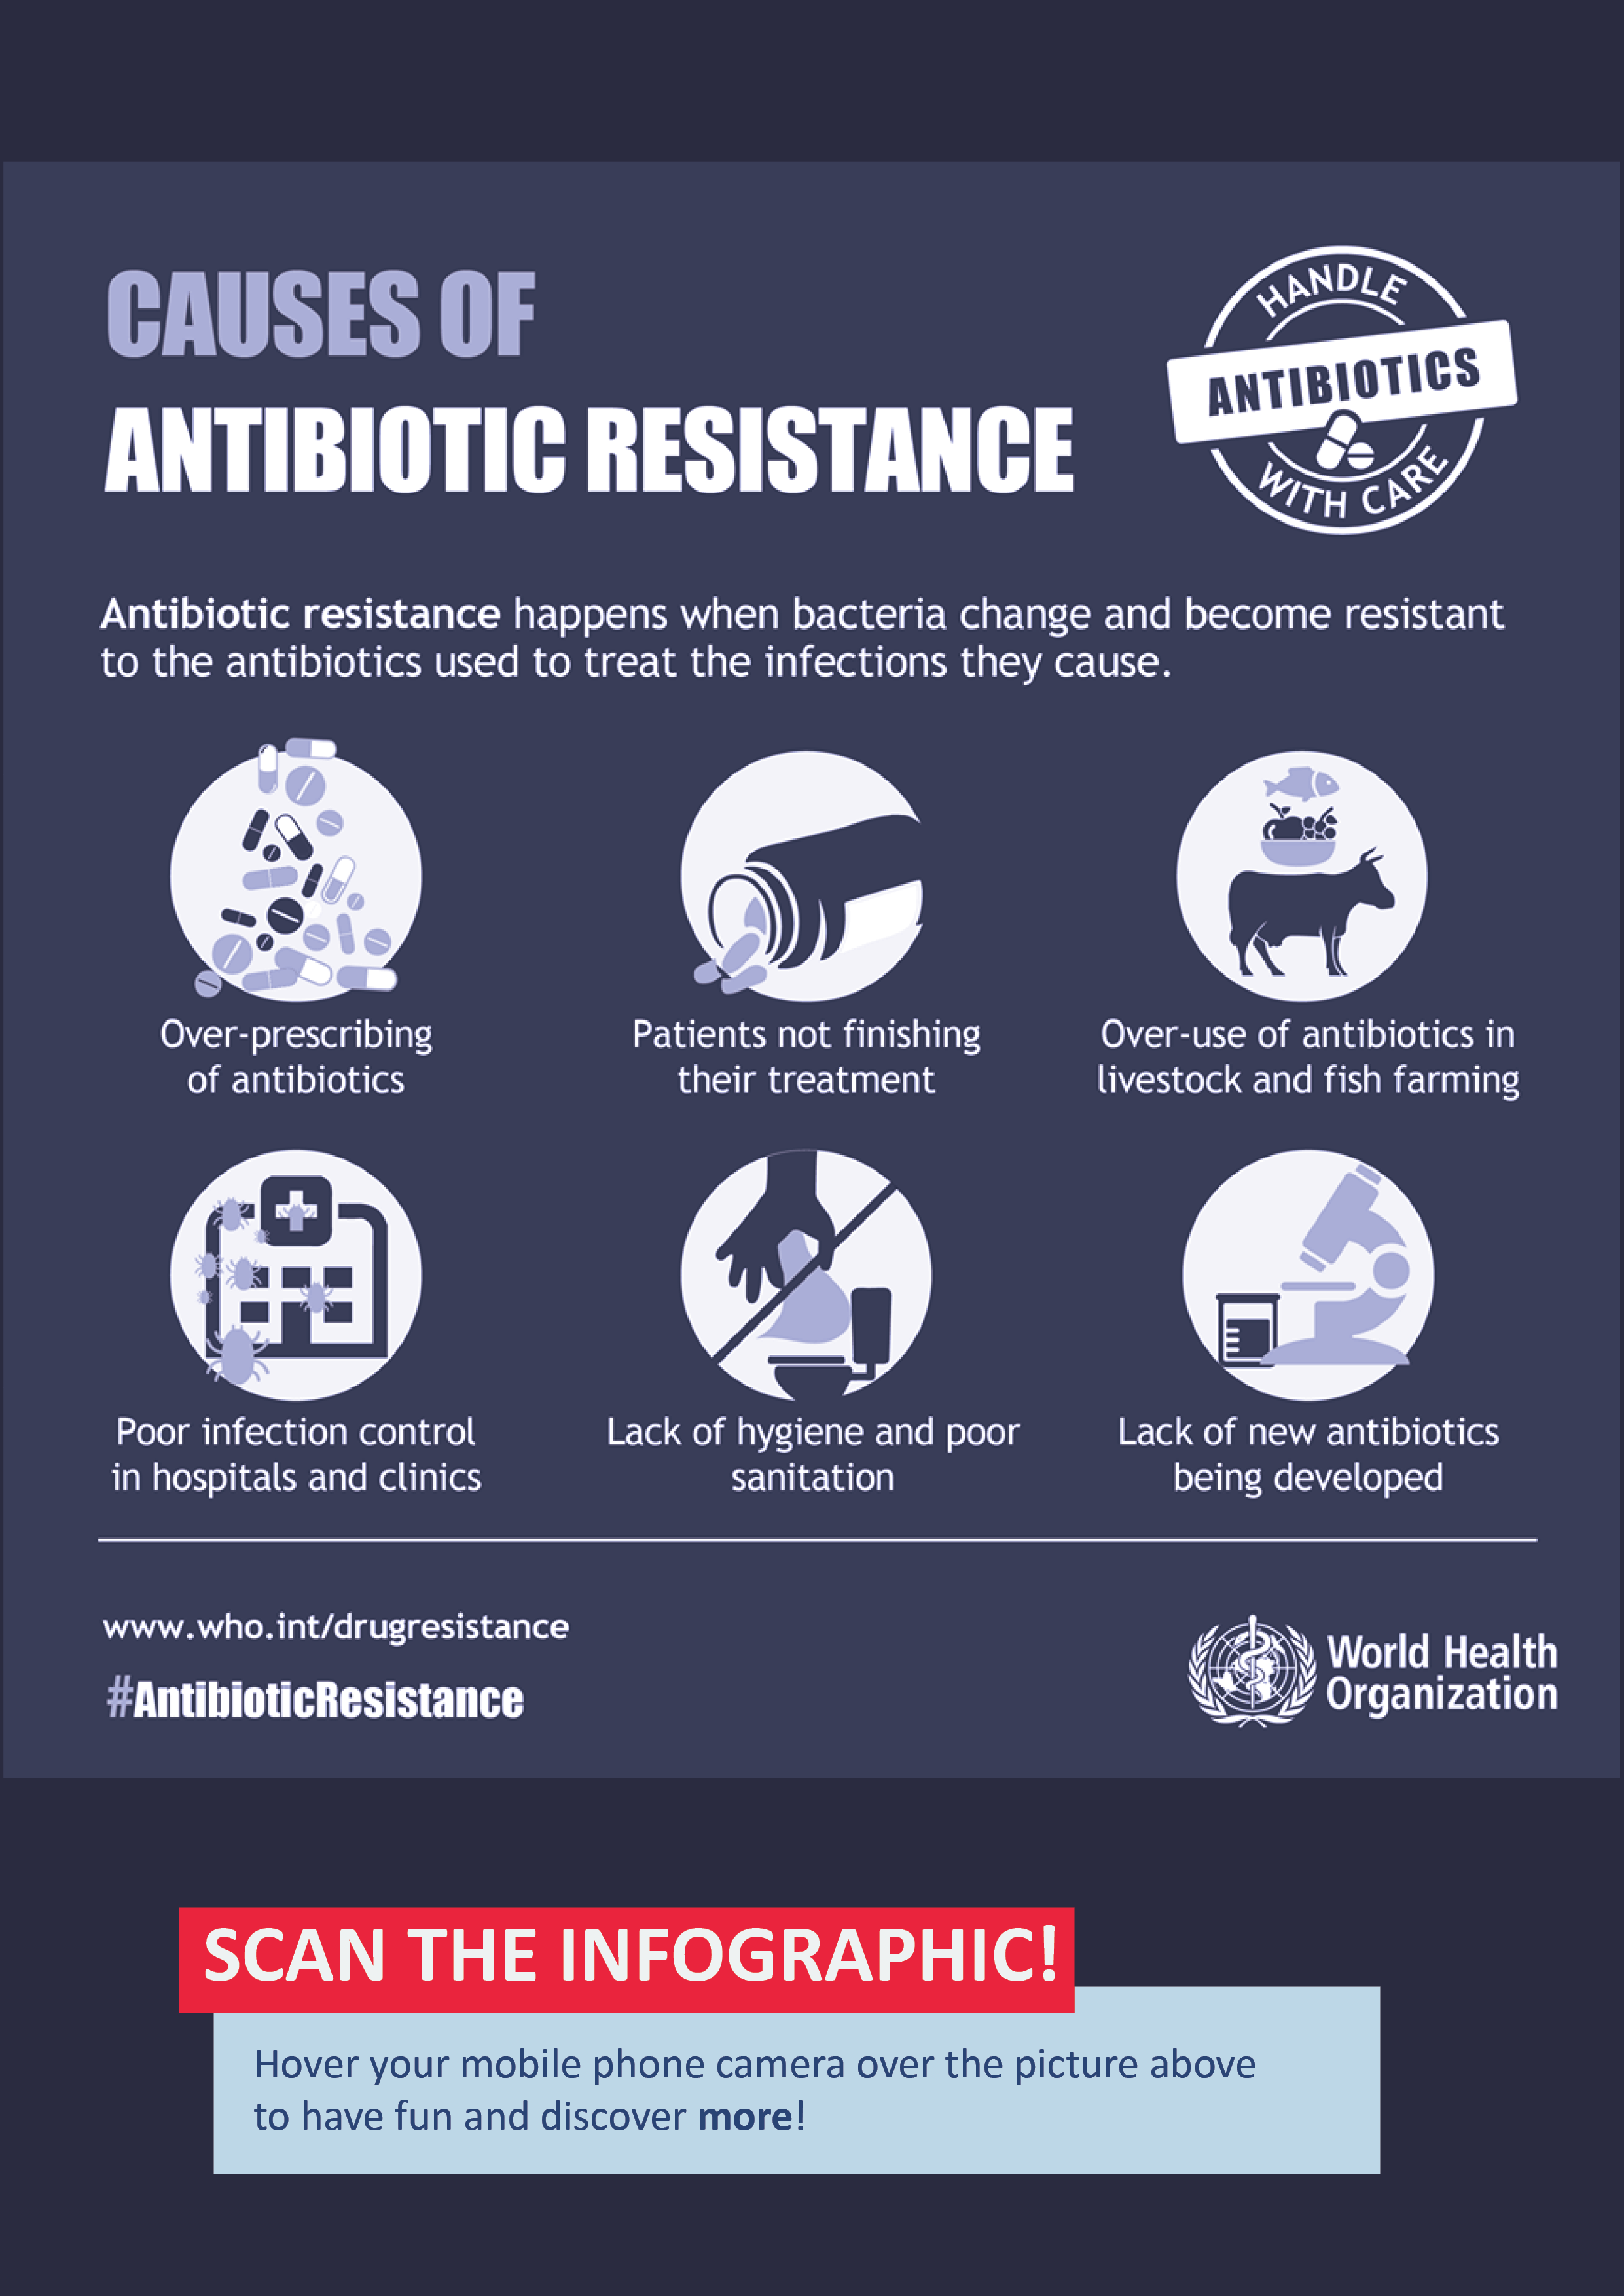 CAUSES OF
ANTIBIOTIC RESISTANCE
HANDLE
ANTIBIOTICS
WITH CARE
Antibiotic resistance happens when bacteria change and become resistant
to the antibiotics used to treat the infections they cause.
Over-prescribing
of antibiotics
Patients not finishing
their treatment
Over-use of antibiotics in
livestock and fish farming
Poor infection control
in hospitals and clinics
Lack of hygiene and poor
sanitation
Lack of new antibiotics
being developed
www.who.int/drugresistance
#AntibioticResistance
World Health
Organization
SCAN THE INFOGRAPHIC!
Hover your mobile phone camera over the picture above
to have fun and discover more!